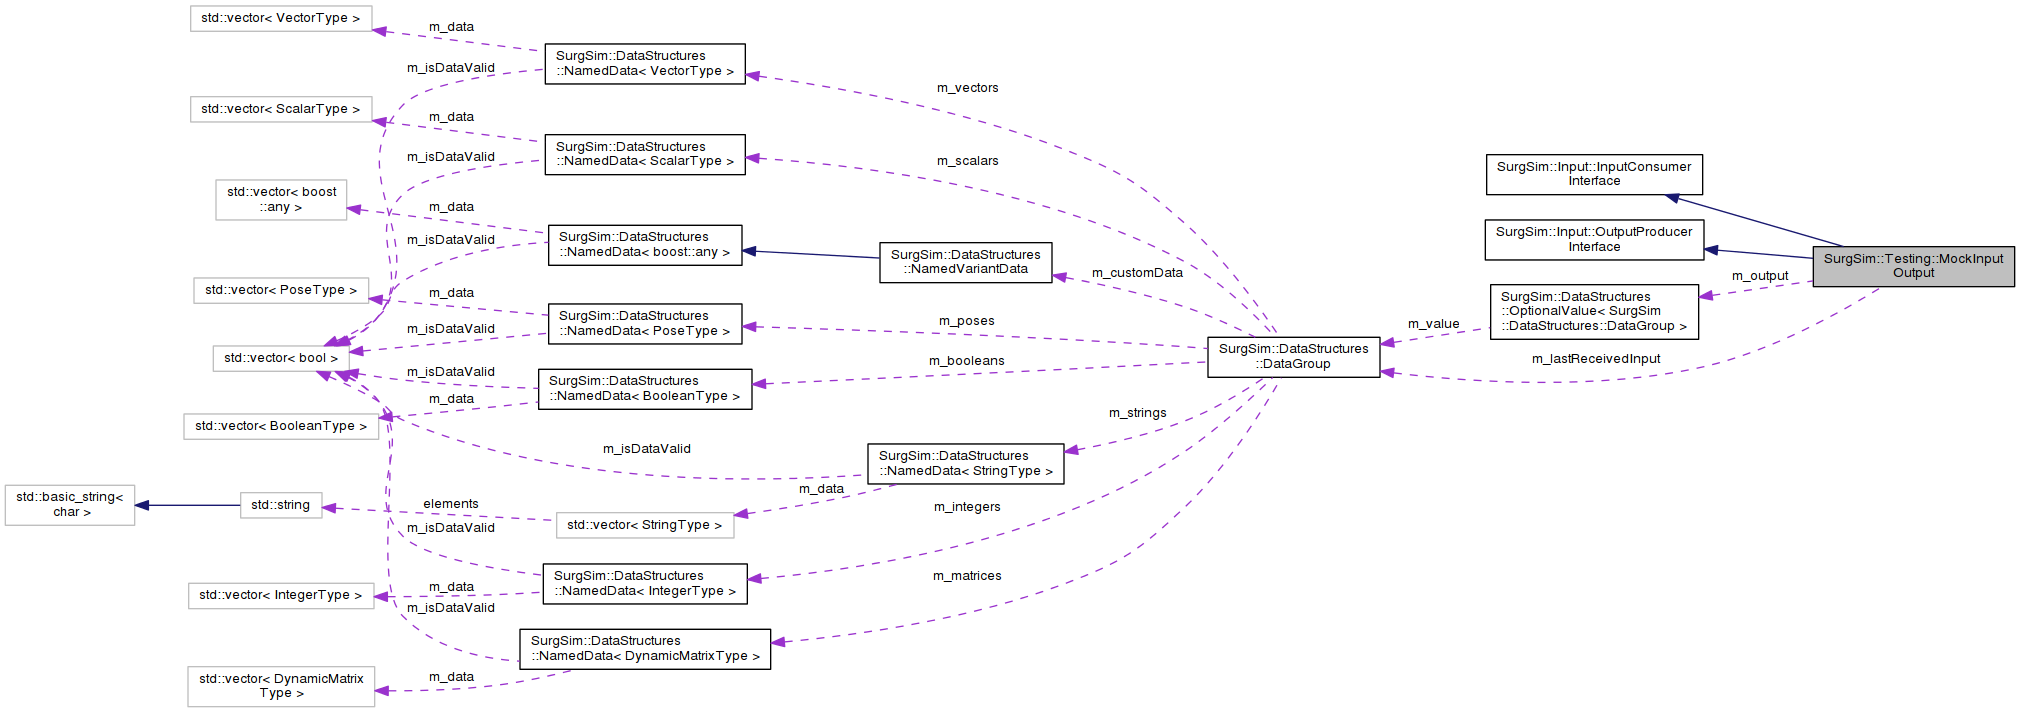 std::vector< VectorType >
m_data
SurgSim::DataStructures
::NamedData< VectorType >
m_isDataValid
m_vectors
std::vector< ScalarType >
m_data
SurgSim::DataStructures
::NamedData< ScalarType >
m_isDataValid
m_scalars
SurgSim::Input::InputConsumer
Interface
std::vector< boost
::any >
m_data
SurgSim::DataStructures
::NamedData< boost::any >
m_isDataValid
SurgSim::DataStructures
::NamedVariantData
m_customData
SurgSim::Input::OutputProducer
Interface
SurgSim::Testing::MockInput
Output
m_output
std::vector< PoseType >
m_data
SurgSim::DataStructures
::NamedData< PoseType >
m_isDataValid
m_poses
SurgSim::DataStructures
::OptionalValue< SurgSim
::DataStructures::DataGroup >
m_value
m_lastReceivedInput
SurgSim::DataStructures
::DataGroup
std::vector< bool >
m_booleans
m_isDataValid
SurgSim::DataStructures
::NamedData< BooleanType >
m_data
std::vector< BooleanType >
m_strings
m_isDataValid
SurgSim::DataStructures
::NamedData< StringType >
m_data
std::basic_string<
char >
std::string
elements
std::vector< StringType >
m_integers
m_isDataValid
SurgSim::DataStructures
::NamedData< IntegerType >
m_data
std::vector< IntegerType >
m_matrices
m_isDataValid
SurgSim::DataStructures
::NamedData< DynamicMatrixType >
m_data
std::vector< DynamicMatrix
Type >